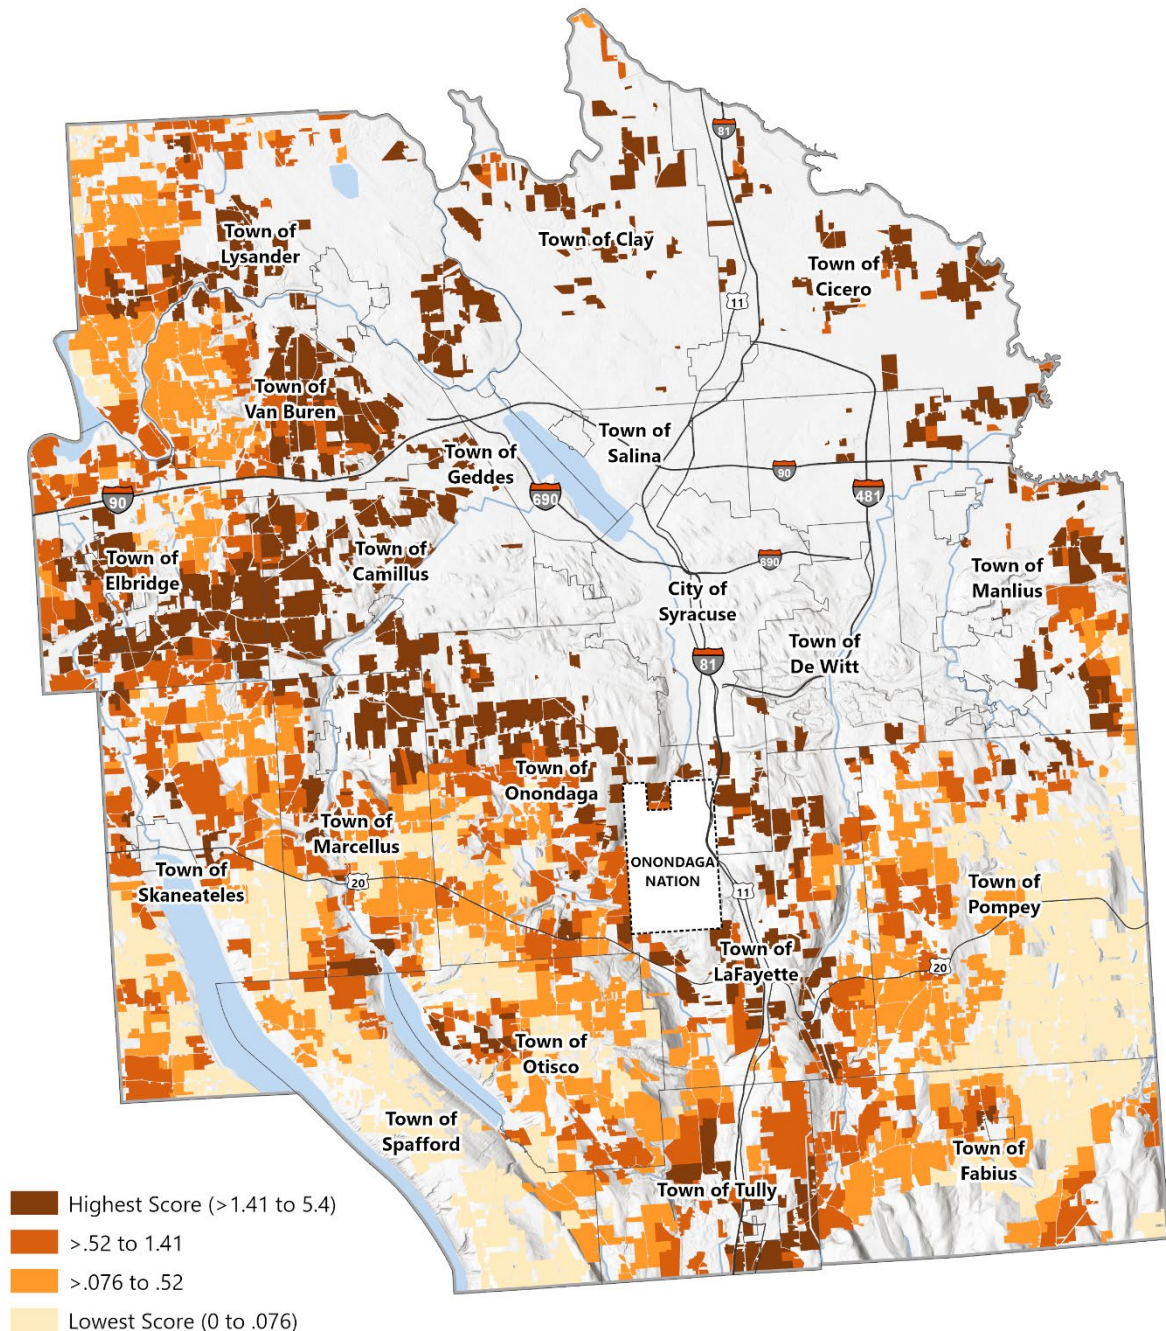 81
Town of
Lysander
Town of Clay
Town of
Cicero
11
Town of
Van Buren
Town of
Salina
Town of
Geddes
90
690
481
90
Town of
Elbridge
Town of
Camillus
690
Town of
Manlius
City of
Syracuse
Town of
De Witt
81
Town of
Onondaga
Town of
Marcellus
ONONDAGA
NATION
Town of
Skaneateles
20
11
Town of
Pompey
Town of
LaFayette
20
Town of
Otisco
Town of
Spafford
Town of
Fabius
Town of Tully
Highest Score (>1.41 to 5.4)
>.52 to 1.41
>.076 to .52
Lowest Score (0 to .076)